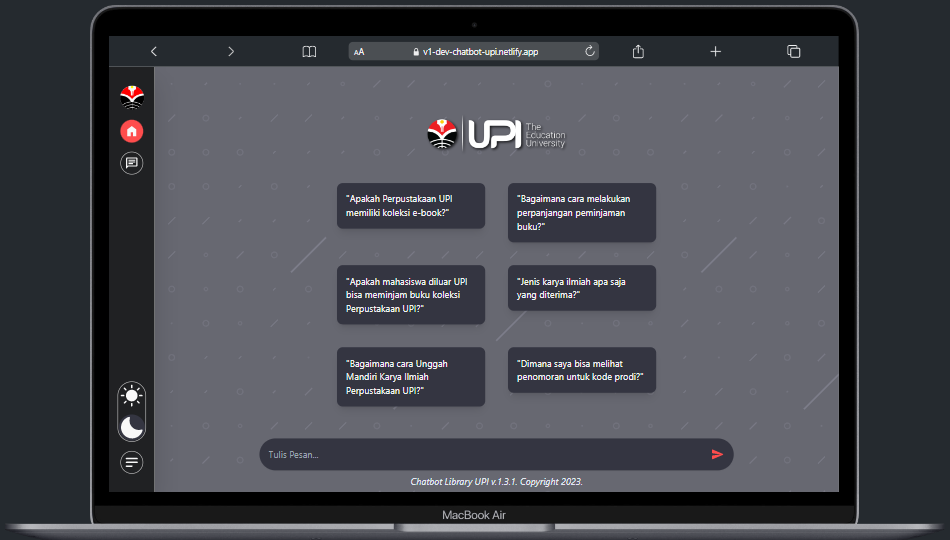 AA
v1-dev-chatbot-upi.netlify.app
UPI
The
Education
University
"Apakah Perpustakaan UPI
memiliki koleksi e-book?"
"Bagaimana cara melakukan
perpanjangan peminjaman
buku?"
"Apakah mahasiswa diluar UPI
bisa meminjam buku koleksi
Perpustakaan UPI?"
"Jenis karya ilmiah apa saja
yang diterima?"
"Bagaimana cara Unggah
Mandiri Karya Ilmiah
Perpustakaan UPI?"
"Dimana saya bisa melihat
penomoran untuk kode prodi?"
Tulis Pesan...
Chatbot Library UPI v.1.3.1. Copyright 2023.
MacBook Air